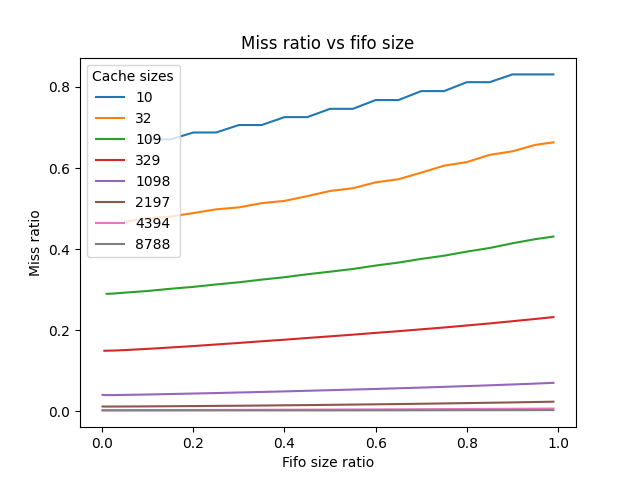 Miss ratio vs fifo size
Cache sizes
10
32
109
329
1098
2197
4394
8788
0.8
0.6
0.4
0.2
0.0
Miss ratio
0.0 0.2 0.4 0.6 0.8 1.0
Fifo size ratio